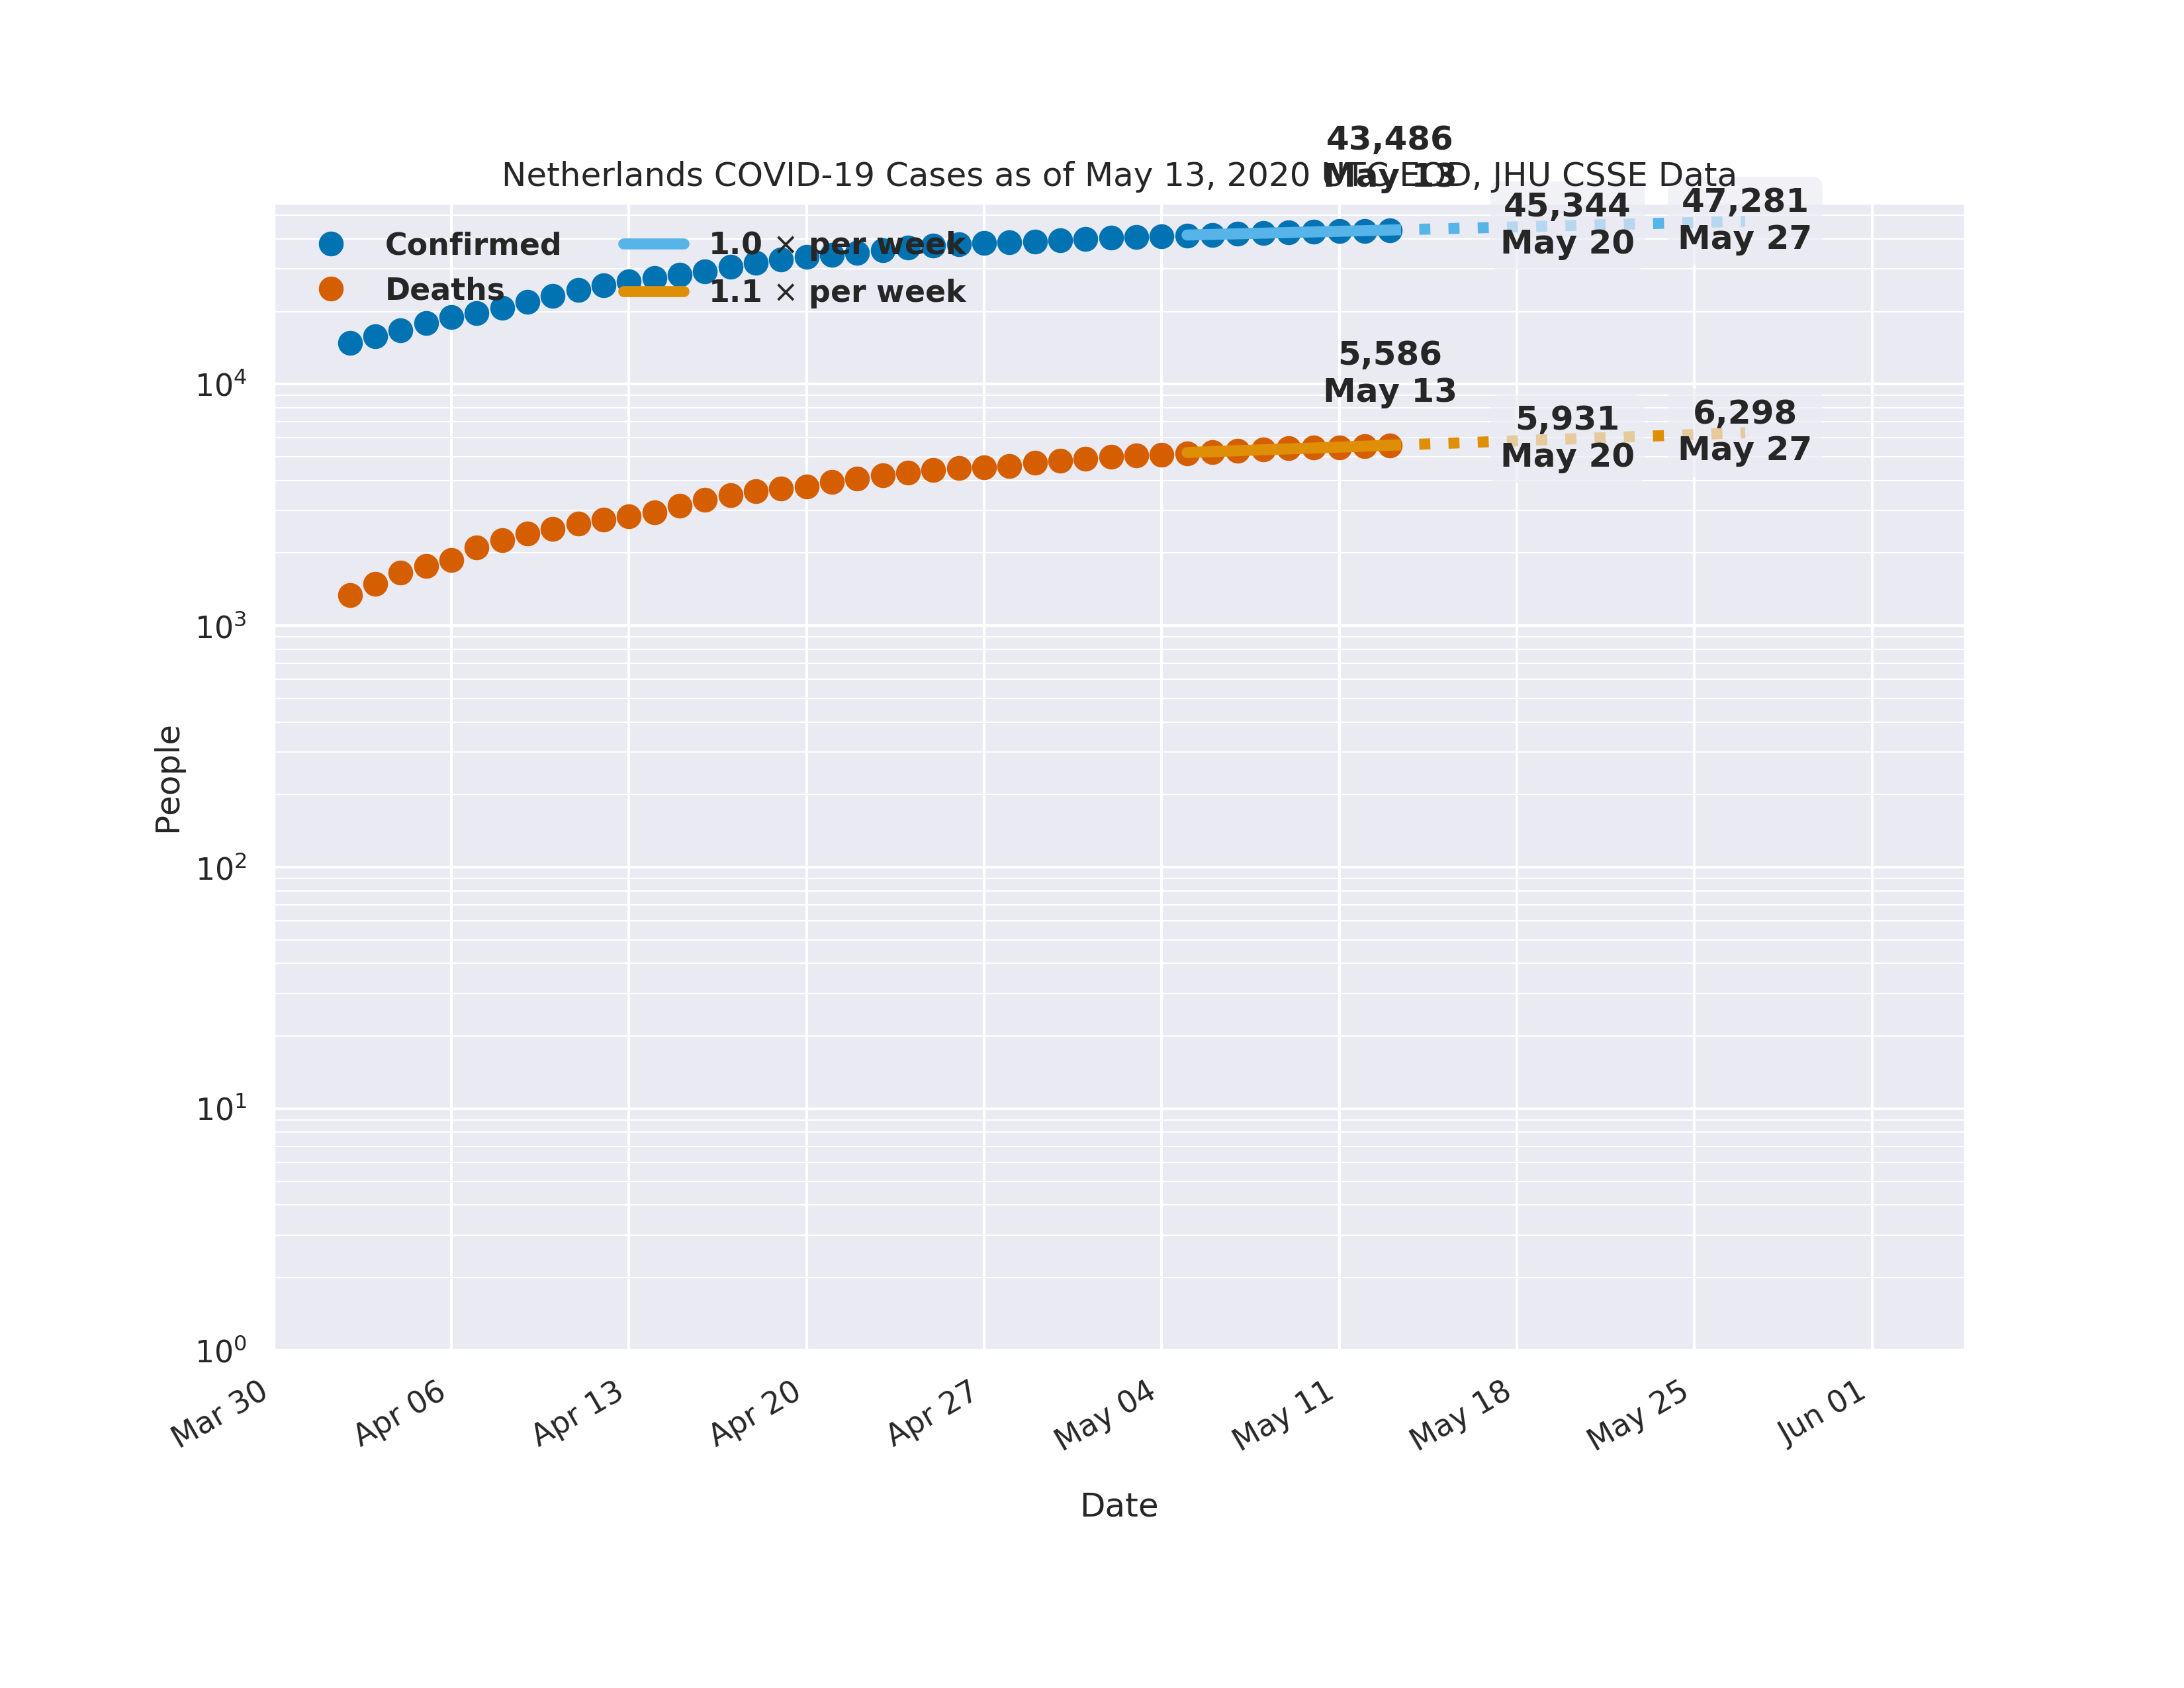 43,486
May 13
Netherlands COVID-19 Cases as of May 13, 2020 UTC EOD, JHU CSSE Data
45,344
May 20
47,281
May 27
Confirmed
Deaths
1.0 × per week
1.1 × per week
5,586
May 13
5,931
May 20
6,298
May 27
10⁴
10³
10²
10¹
10⁰
People
Mar 30
Apr 06
Apr 13
Apr 20
Apr 27
May 04
May 11
May 18
May 25
Jun 01
Date